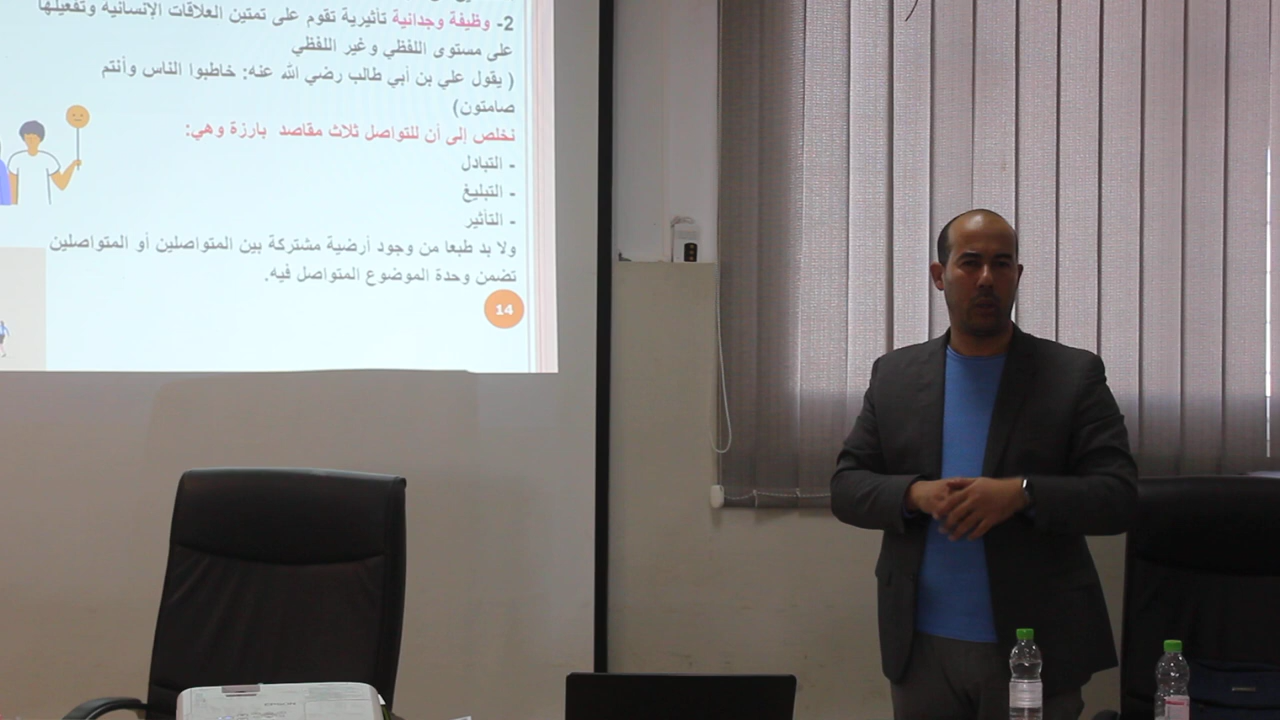 2- وظيفة وجدانية تأثيرية تقوم على تمتين العلاقات الإنسانية وتفعيلها
على مستوى اللفظي وغير اللفظي
( يقول علي بن أبي طالب رضي الله عنه: خاطبوا الناس وأنتم
صامتون)
نخلص إلى أن للتواصل ثلاث مقاصد بارزة وهي:
- التبادل
- التبليغ
- التأثير
ولا بد طبعا من وجود أرضية مشتركة بين المتواصلين أو المتواصلين
تضمن وحدة الموضوع المتواصل فيه.
14